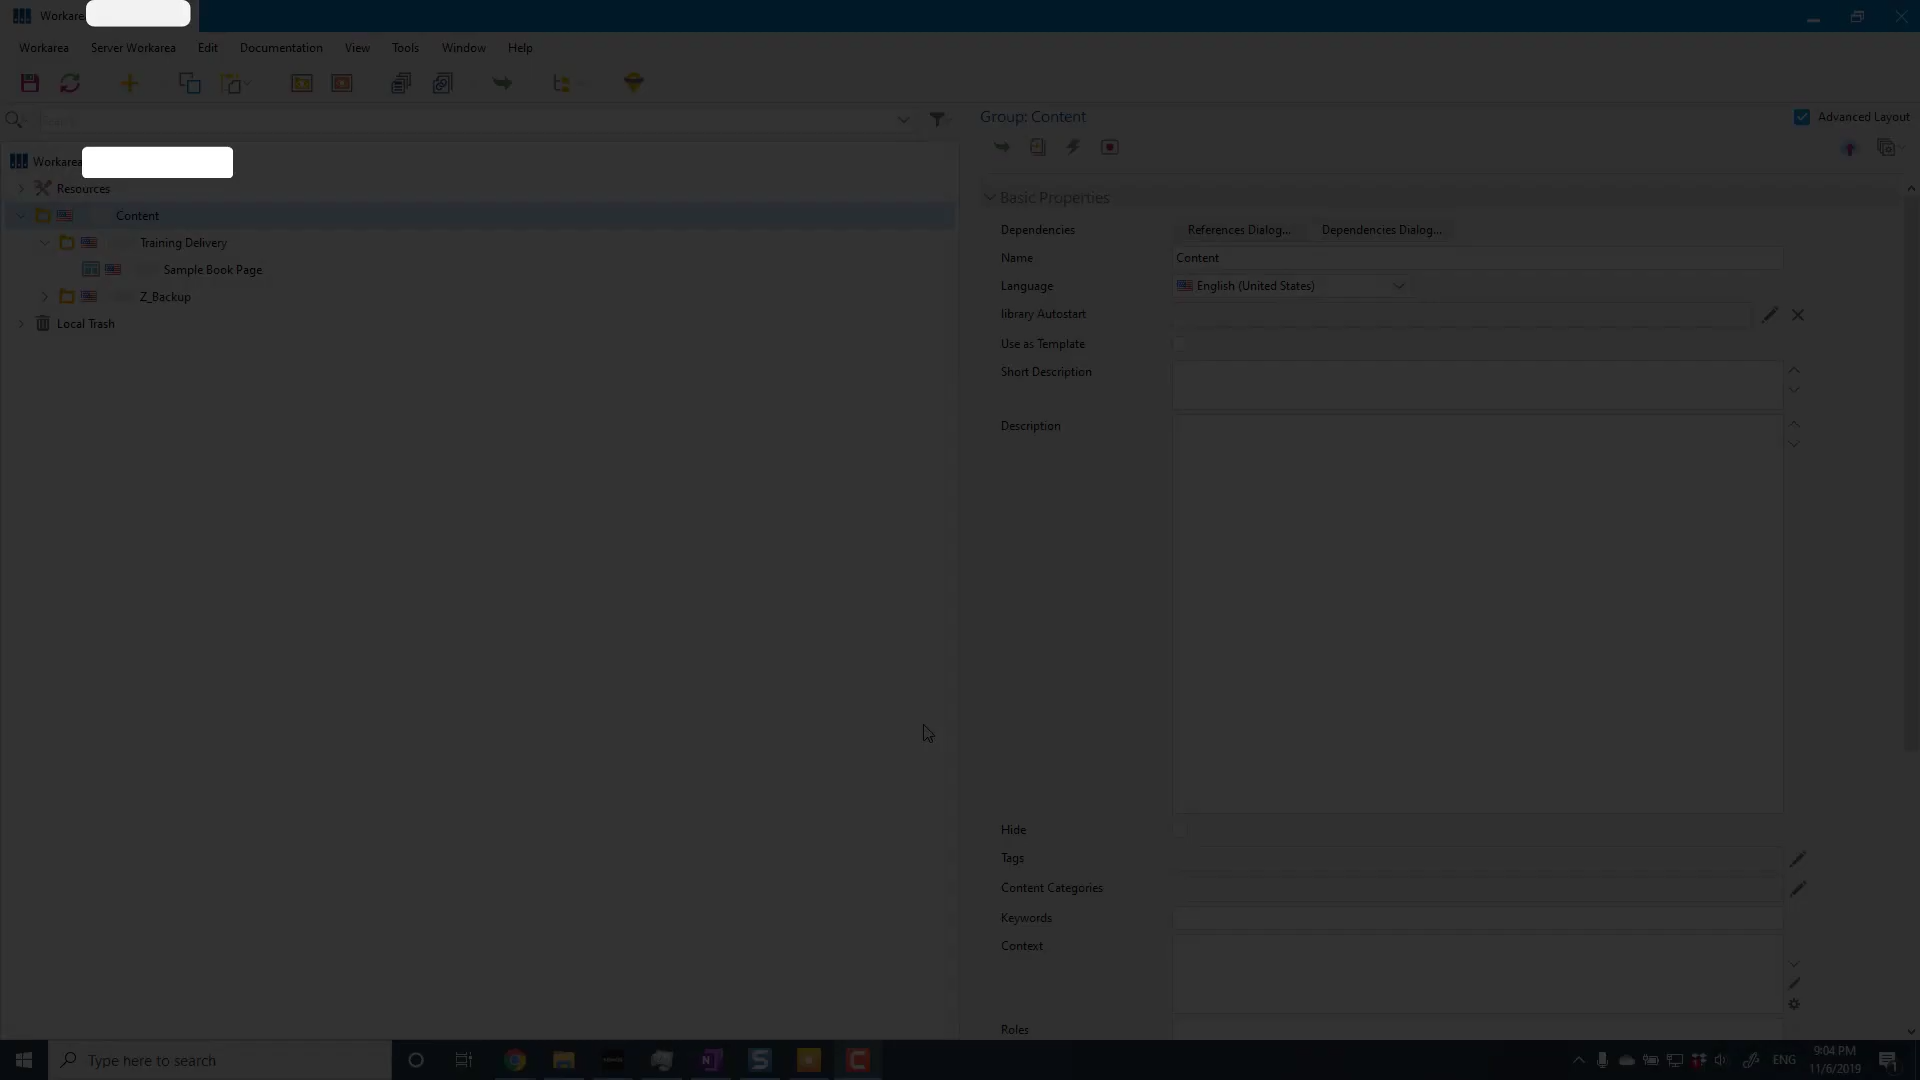 Workarea
Workarea Server Workarea Edit Documentation View Tools Window Help
Search
Workarea
Resources
Content
Training Delivery
Sample Book Page
Z_Backup
Local Trash
Group: Content
Advanced Layout
Basic Properties
Dependencies References Dialog... Dependencies Dialog...
Name Content
Language English (United States)
library Autostart
Use as Template
Short Description
Description
Hide
Tags
Content Categories
Keywords
Context
Roles
Type here to search
ENG
9:04 PM
11/6/2019